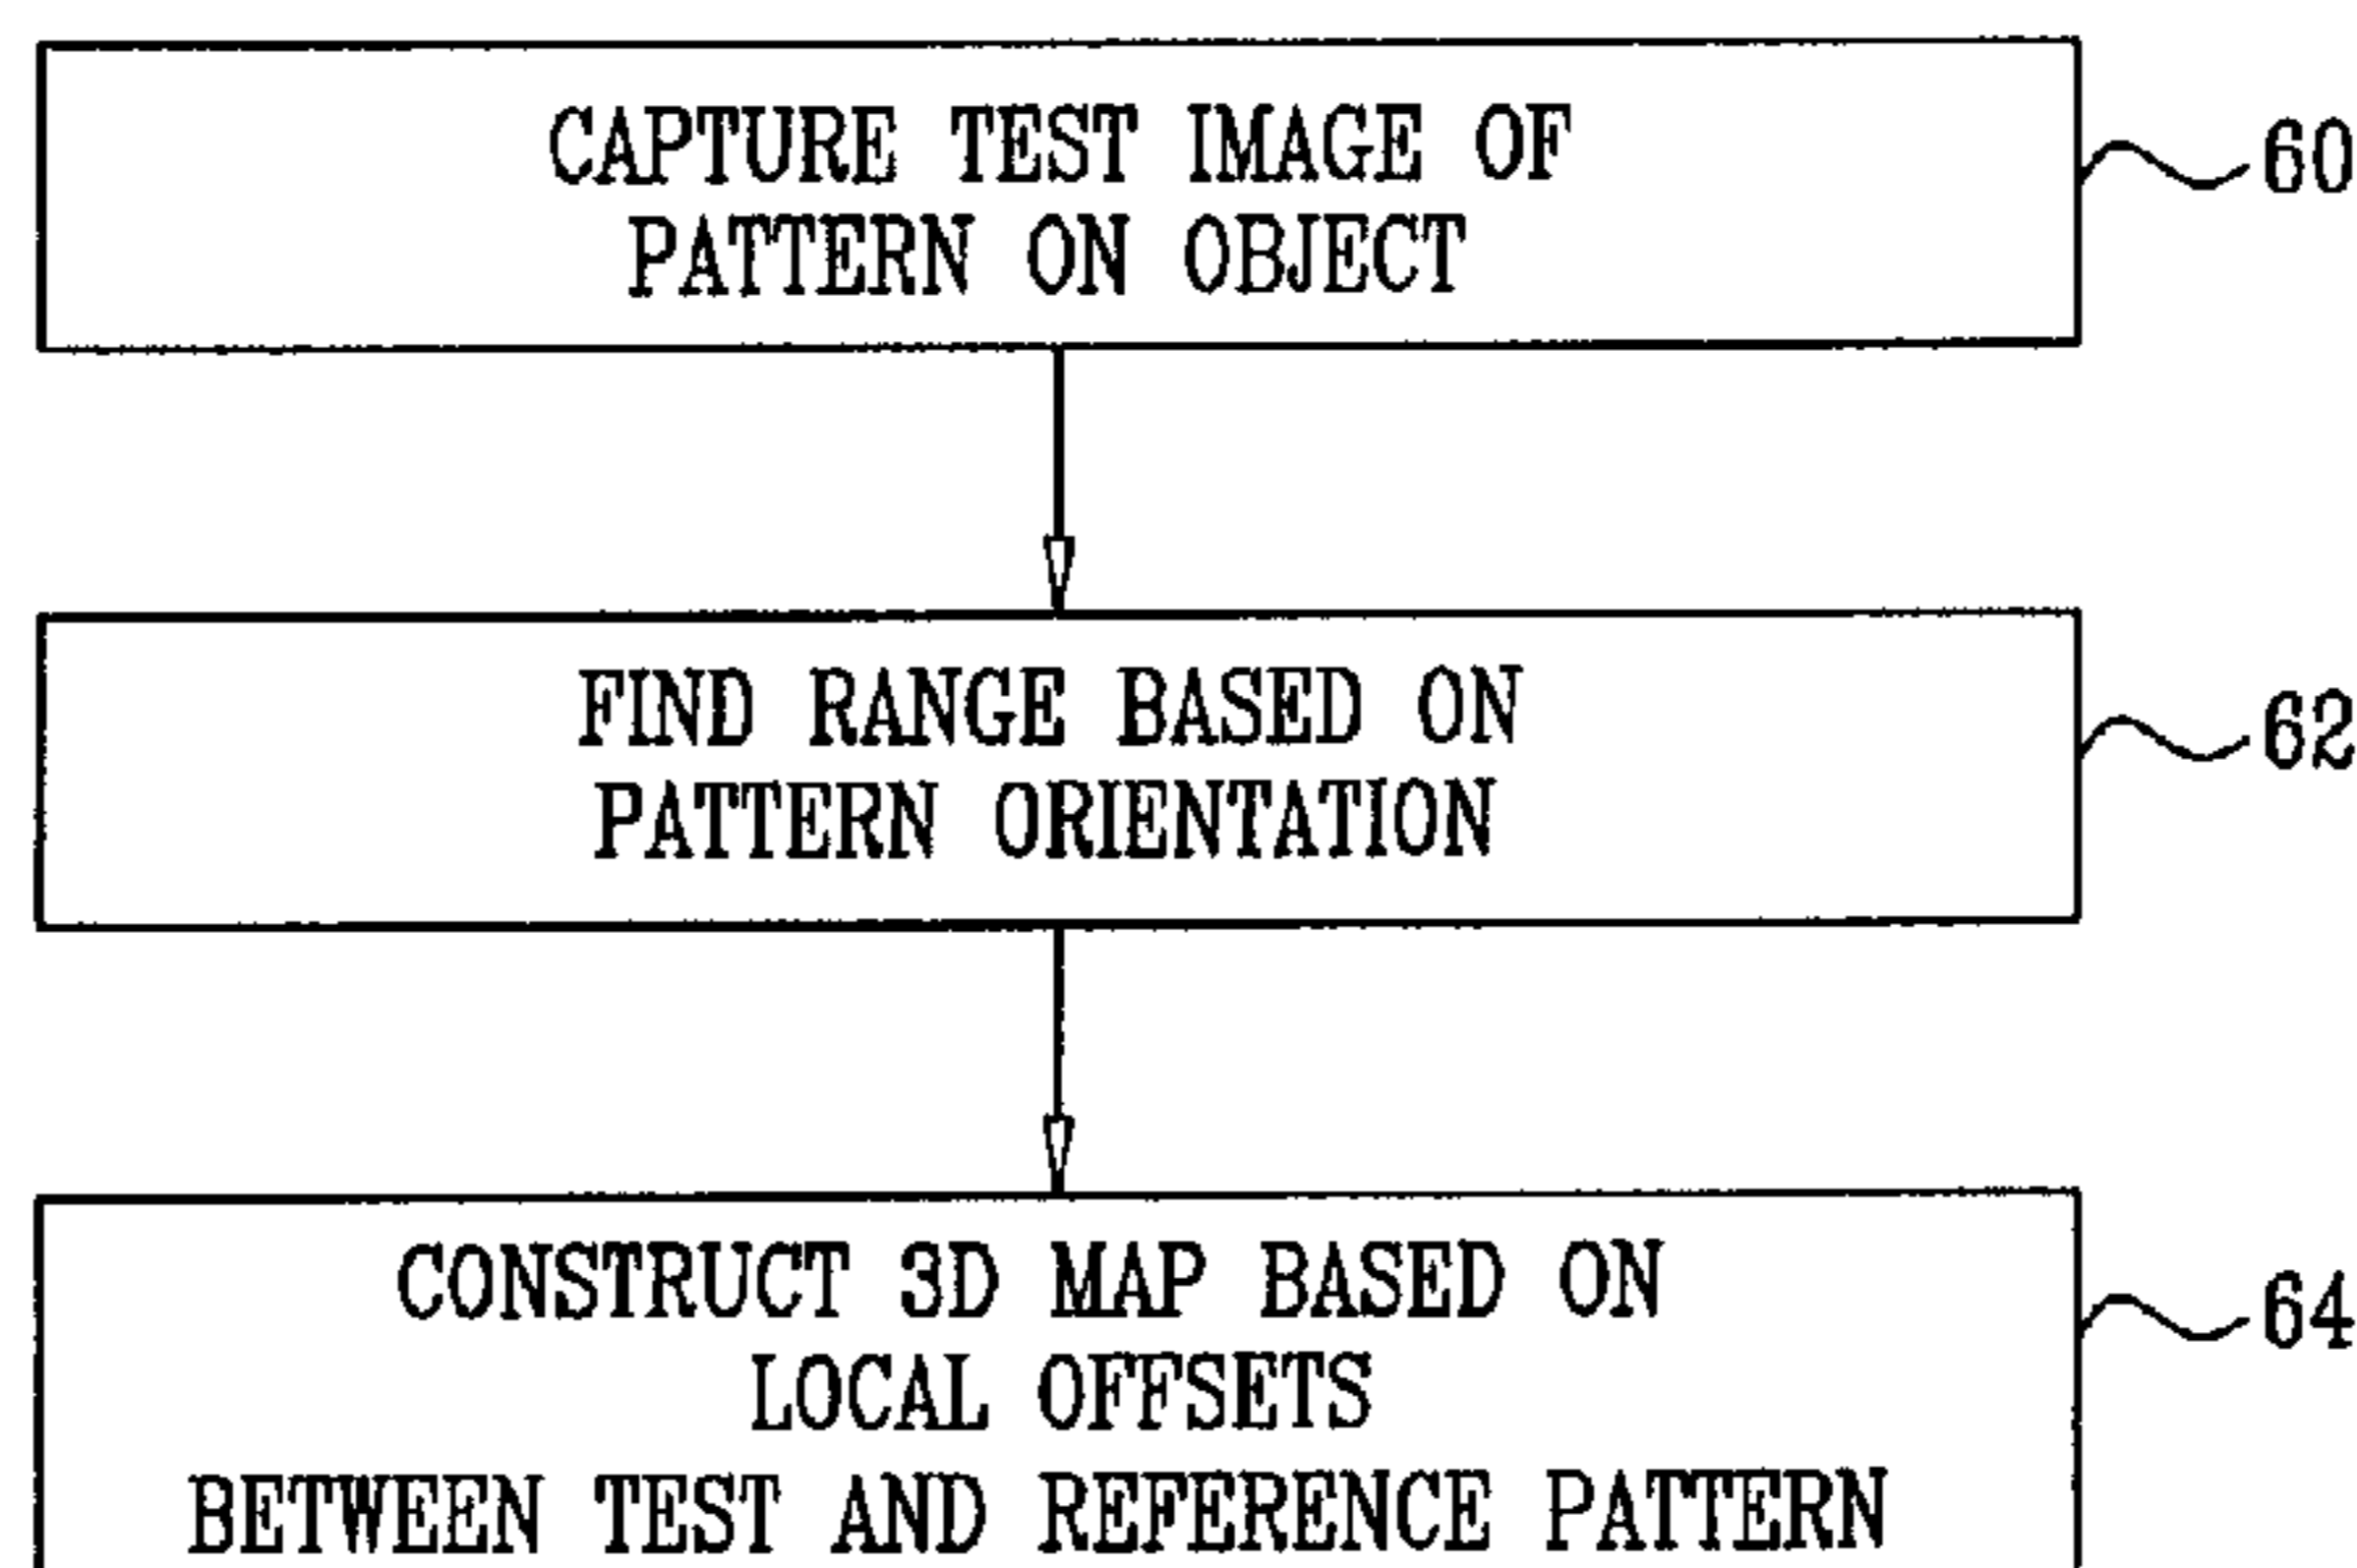 CAPTURE TEST IMAGE OF
PATTERN ON OBJECT
60
FIND RANGE BASED ON
PATTERN ORIENTATION
62
CONSTRUCT 3D MAP BASED ON
LOCAL OFFSETS
BETWEEN TEST AND REFERENCE PATTERN
64